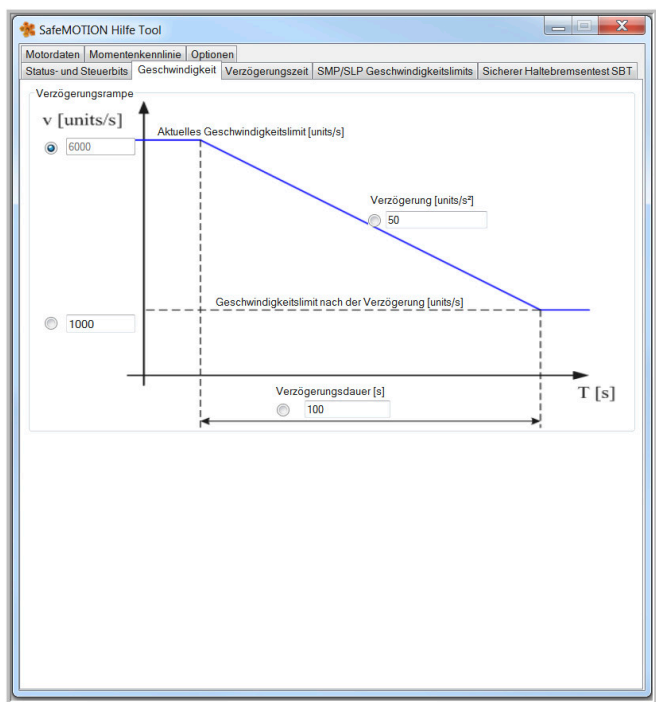 SafeMOTION Hilfe Tool
Motordaten Momentenkennlinie Optionen
Status- und Steuerbits Geschwindigkeit Verzögerungszeit SMP/SLP Geschwindigkeitslimits Sicherer Haltebremsentest SBT
Verzögerungsrampe
v [units/s]
Aktuelles Geschwindigkeitslimit [units/s]
6000
Verzögerung [units/s²]
50
Geschwindigkeitslimit nach der Verzögerung [units/s]
1000
T [s]
Verzögerungsdauer [s]
100